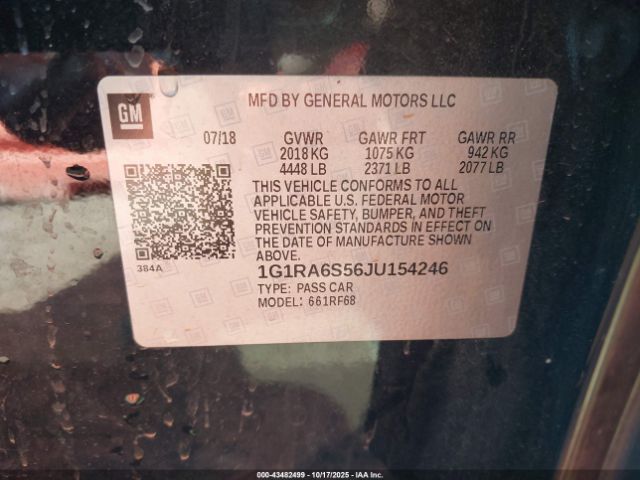 GM
MFD BY GENERAL MOTORS LLC
07/18 GVWR GAWR FRT GAWR RR
2018 KG 1075 KG 942 KG
4448 LB 2371 LB 2077 LB
THIS VEHICLE CONFORMS TO ALL
APPLICABLE U.S. FEDERAL MOTOR
VEHICLE SAFETY, BUMPER, AND THEFT
PREVENTION STANDARDS IN EFFECT ON
THE DATE OF MANUFACTURE SHOWN
ABOVE.
384A
1G1RA6S56JU154246
TYPE: PASS CAR
MODEL: 661RF68
© - 43482499 - 10/17/2025 - IAA Inc.